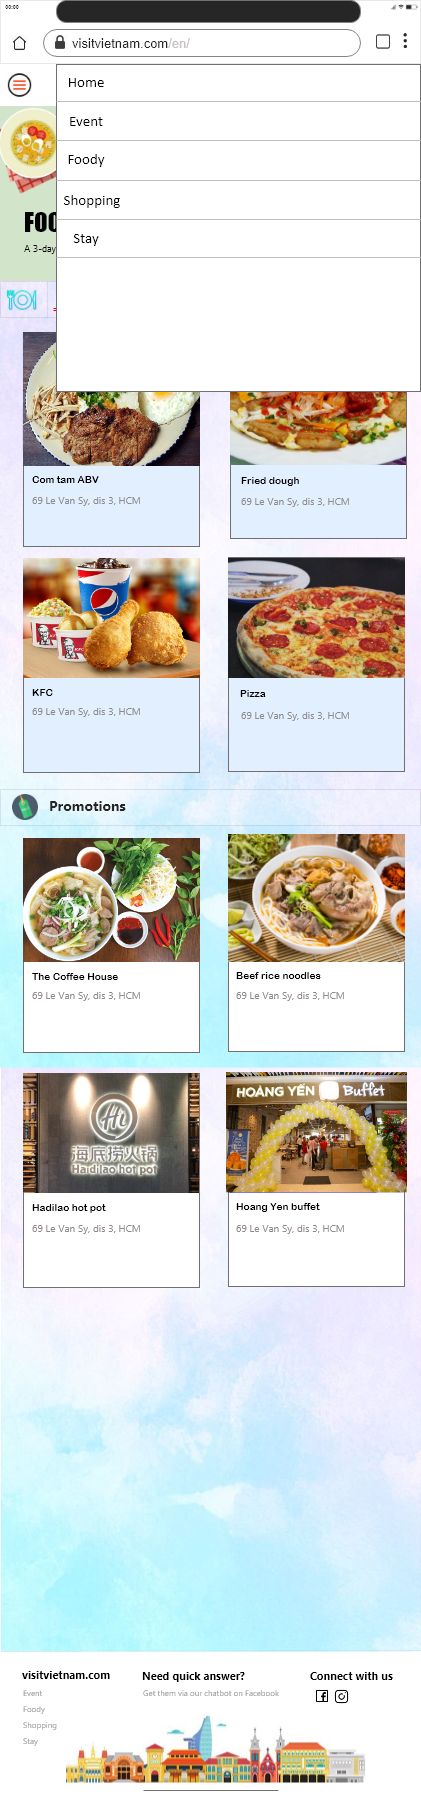 00:00
visitvietnam.com/en/
Home
Event
Foody
Shopping
Stay
FOO
A 3-day
Com tam ABV
69 Le Van Sy, dis 3, HCM
Fried dough
69 Le Van Sy, dis 3, HCM
KFC
69 Le Van Sy, dis 3, HCM
Pizza
69 Le Van Sy, dis 3, HCM
Promotions
The Coffee House
69 Le Van Sy, dis 3, HCM
Beef rice noodles
69 Le Van Sy, dis 3, HCM
Hi
海底捞火锅
Haidilao hot pot
Hadilao hot pot
69 Le Van Sy, dis 3, HCM
HOÀNG YẾN Buffet
Hoang Yen buffet
69 Le Van Sy, dis 3, HCM
visitvietnam.com
Event
Foody
Shopping
Stay
Need quick answer?
Get them via our chatbot on Facebook
Connect with us